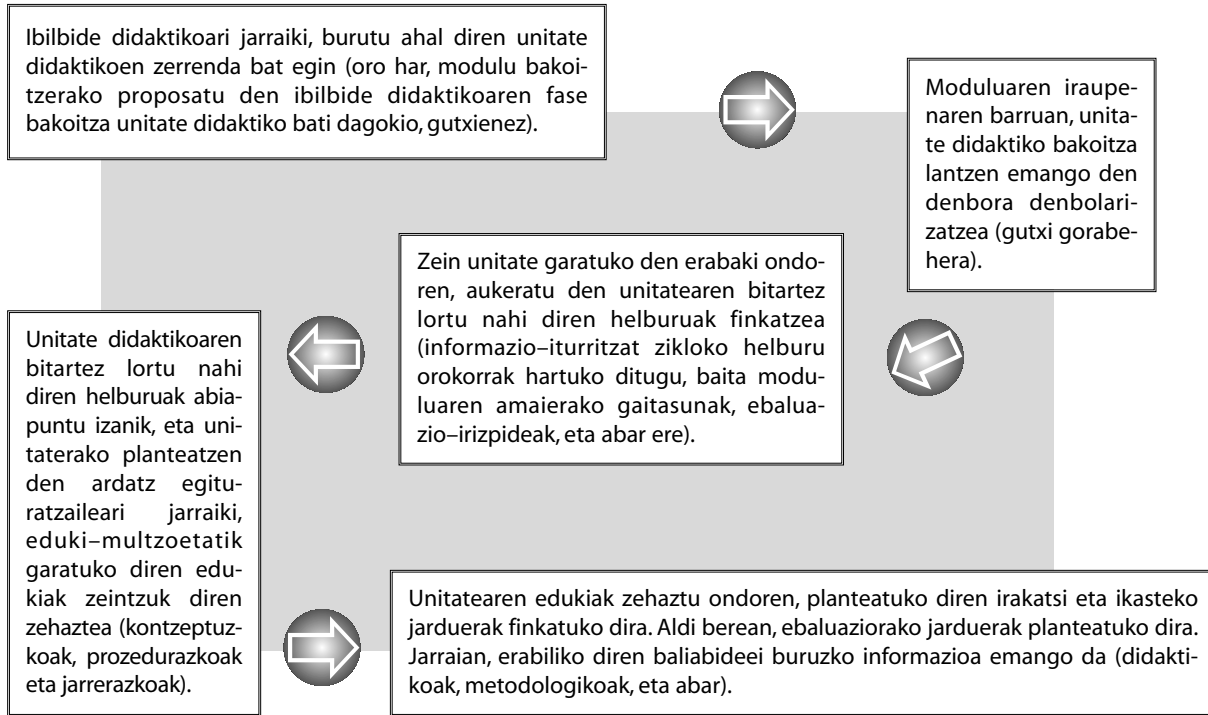 Ibilbide didaktikoari jarraiki, burutu ahal diren unitate
didaktikoen zerrenda bat egin (oro har, modulu bakoi-
tzerako proposatu den ibilbide didaktikoaren fase
bakoitza unitate didaktiko bati dagokio, gutxienez).
Moduluaren iraupe-
naren barruan, unita-
te didaktiko bakoitza
lantzen emango den
denbora denbolari-
zatzea (gutxi gorabe-
hera).
Zein unitate garatuko den erabaki ondo-
ren, aukeratu den unitatearen bitartez
lortu nahi diren helburuak finkatzea
(informazio–iturritzat zikloko helburu
orokorrak hartuko ditugu, baita modu-
luaren amaierako gaitasunak, ebalua-
zio–irizpideak, eta abar ere).
Unitate didaktikoaren
bitartez lortu nahi
diren helburuak abia-
puntu izanik, eta uni-
taterako planteatzen
den ardatz egitu-
ratzaileari jarraiki,
eduki–multzoetatik
garatuko diren edu-
kiak zeintzuk diren
zehaztea (kontzeptuz-
koak, prozedurazkoak
eta jarrerazkoak).
Unitatearen edukiak zehaztu ondoren, planteatuko diren irakatsi eta ikasteko
jarduerak finkatuko dira. Aldi berean, ebaluaziorako jarduerak planteatuko dira.
Jarraian, erabiliko diren baliabideei buruzko informazioa emango da (didakti-
koak, metodologikoak, eta abar).